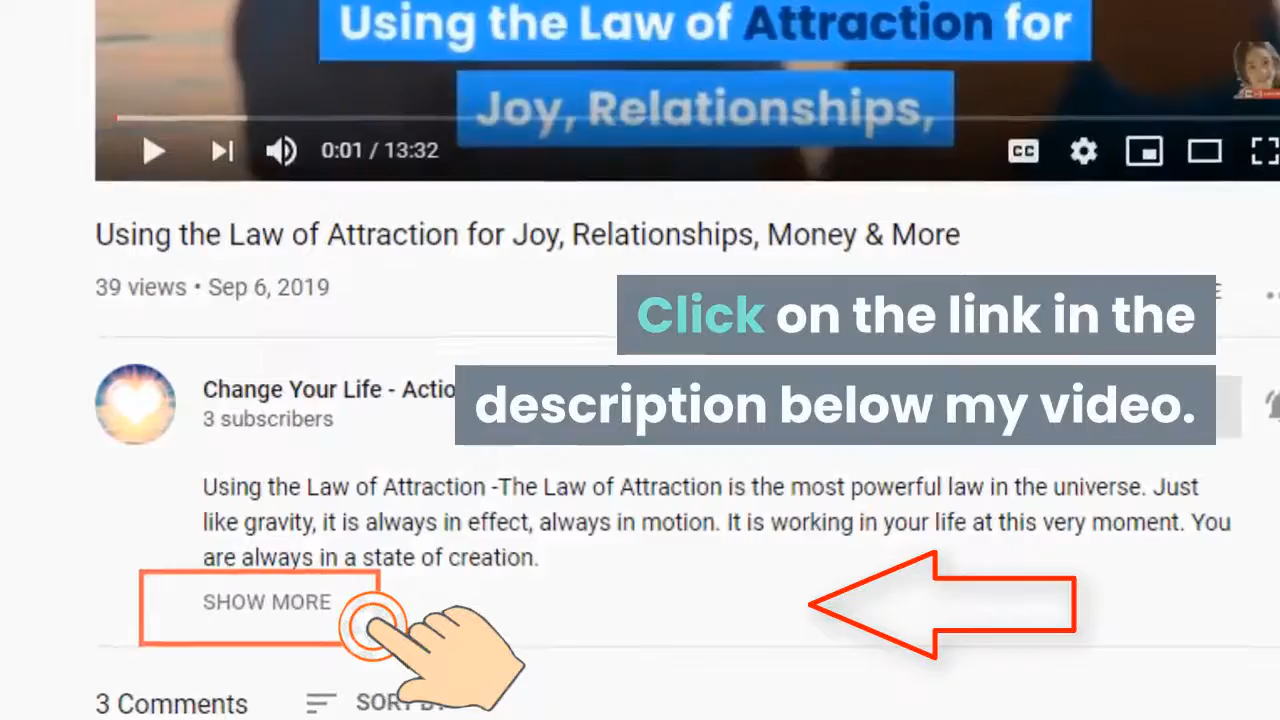 Using the Law of Attraction for
Joy, Relationships,
0:01 / 13:32
CC
Using the Law of Attraction for Joy, Relationships, Money & More
39 views • Sep 6, 2019
Click on the link in the
description below my video.
Change Your Life - Actio
3 subscribers
Using the Law of Attraction -The Law of Attraction is the most powerful law in the universe. Just
like gravity, it is always in effect, always in motion. It is working in your life at this very moment. You
are always in a state of creation.
SHOW MORE
3 Comments
SORT BY